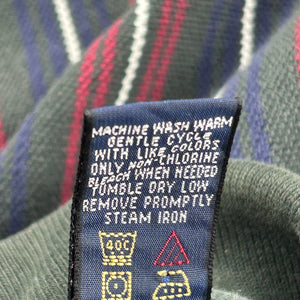 MACHINE WASH WARM
GENTLE CYCLE
WITH LIKE COLORS
ONLY NON-CHLORINE
BLEACH WHEN NEEDED
TUMBLE DRY LOW
REMOVE PROMPTLY
STEAM IRON
40C